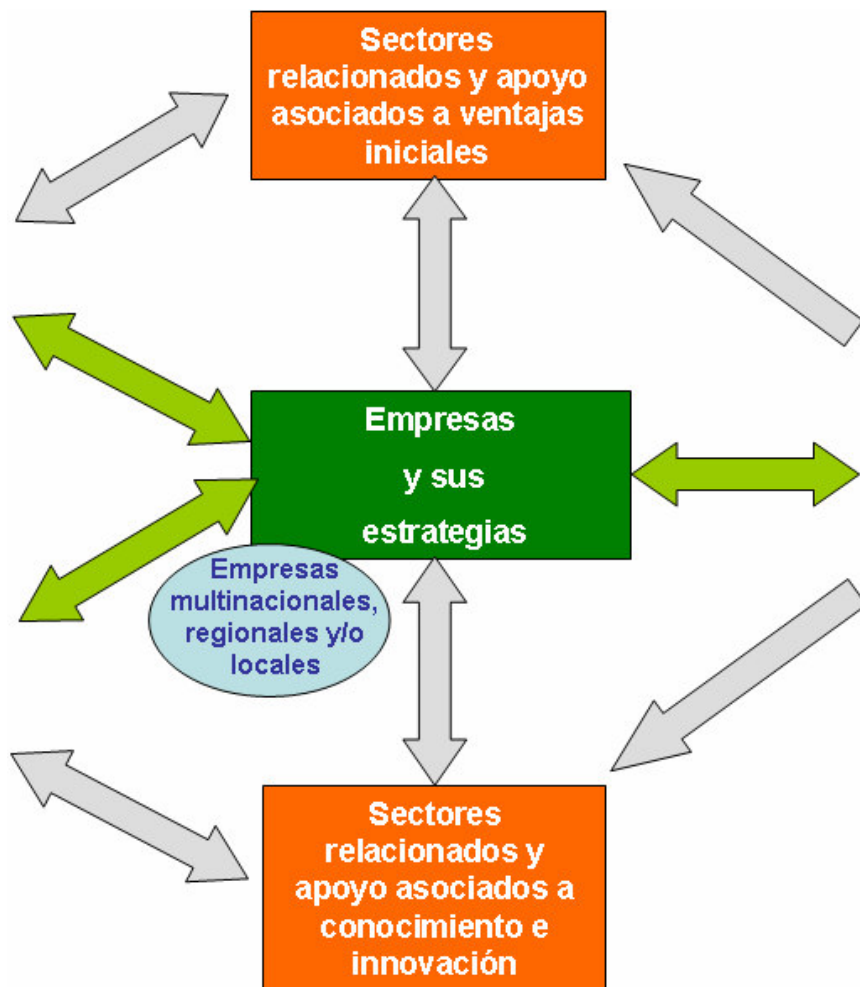 Sectores
relacionados y apoyo
asociados a ventajas
iniciales
Empresas
y sus
estrategias
Empresas
multinacionales,
regionales y/o
locales
Sectores
relacionados y
apoyo asociados a
conocimiento e
innovación